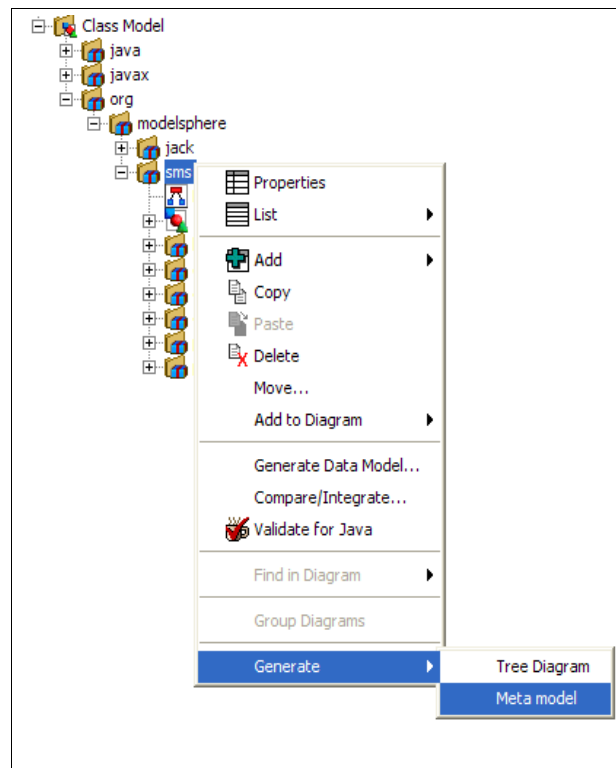 Class Model
java
javax
org
modelsphere
jack
sms
Properties
List
Add
Copy
Paste
Delete
Move...
Add to Diagram
Generate Data Model...
Compare/Integrate...
Validate for Java
Find in Diagram
Group Diagrams
Generate
Tree Diagram
Meta model